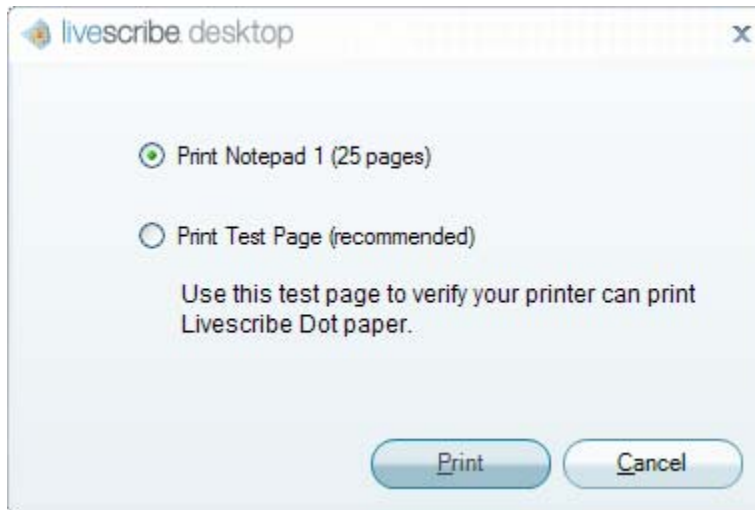 livescribe desktop
x
Print Notepad 1 (25 pages)
Print Test Page (recommended)
Use this test page to verify your printer can print
Livescribe Dot paper.
Print Cancel